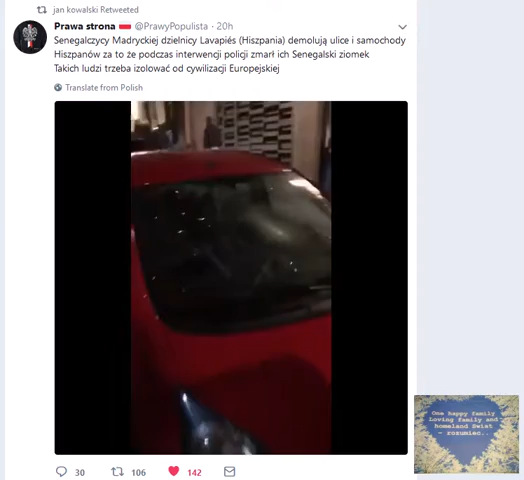 jan kowalski Retweeted
Prawa strona @PrawyPopulista · 20h
Senegalczycy Madryckiej dzielnicy Lavapiés (Hiszpania) demolują ulice i samochody
Hiszpanów za to że podczas interwencji policji zmarł ich Senegalski ziomek
Takich ludzi trzeba izolować od cywilizacji Europejskiej
Translate from Polish
30 106 142
One happy family
Loving family and
homeland Świat
- rozumiec..